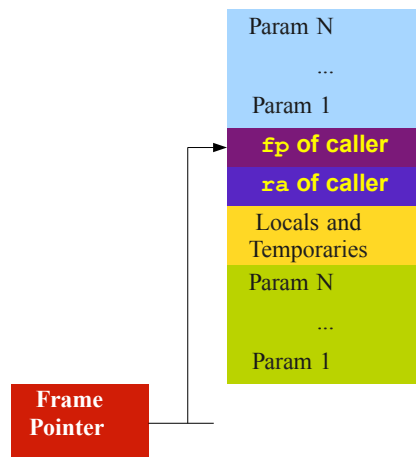 Param N
...
Param 1
fp of caller
ra of caller
Locals and
Temporaries
Param N
...
Param 1
Frame
Pointer